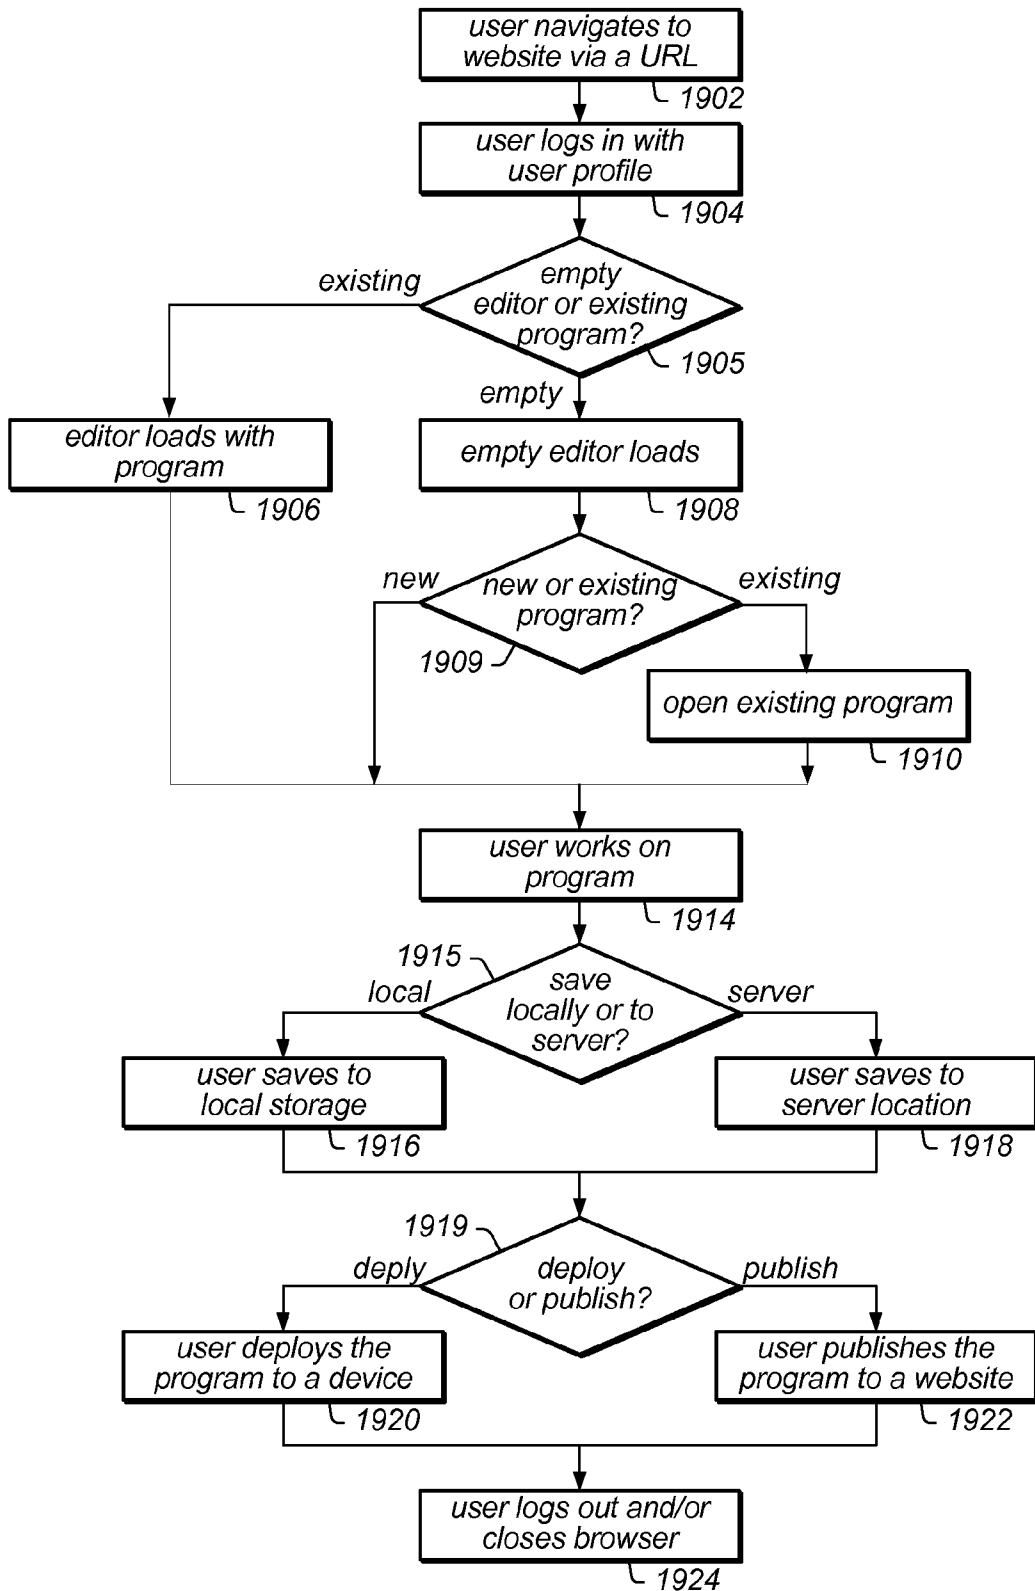 user navigates to
website via a URL
1902
user logs in with
user profile
1904
existing
empty
editor or existing
program?
1905
empty
editor loads with
program
1906
empty editor loads
1908
new
new or existing
program?
existing
1909
open existing program
1910
user works on
program
1914
1915
local
save
locally or to
server?
server
user saves to
local storage
1916
user saves to
server location
1918
1919
deply
deploy
or publish?
publish
user deploys the
program to a device
1920
user publishes the
program to a website
1922
user logs out and/or
closes browser
1924